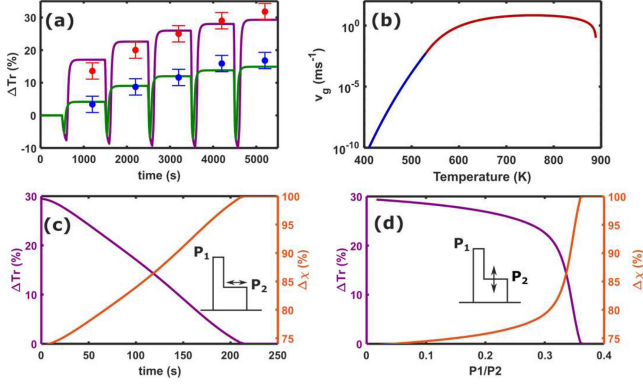 (a)
ΔTr (%)
30
20
10
0
-10
0 1000 2000 3000 4000 5000
time (s)
(b)
v_g (ms^-1)
10^0
10^-5
10^-10
400 500 600 700 800 900
Temperature (K)
(c)
ΔTr (%)
30
20
10
0
0 50 100 150 200 250
time (s)
100
95
90
85
80
75
Δχ (%)
P₁
P₂
(d)
ΔTr (%)
30
20
10
0
0 0.1 0.2 0.3 0.4
P1/P2
100
95
90
85
80
75
Δχ (%)
P₁
P₂